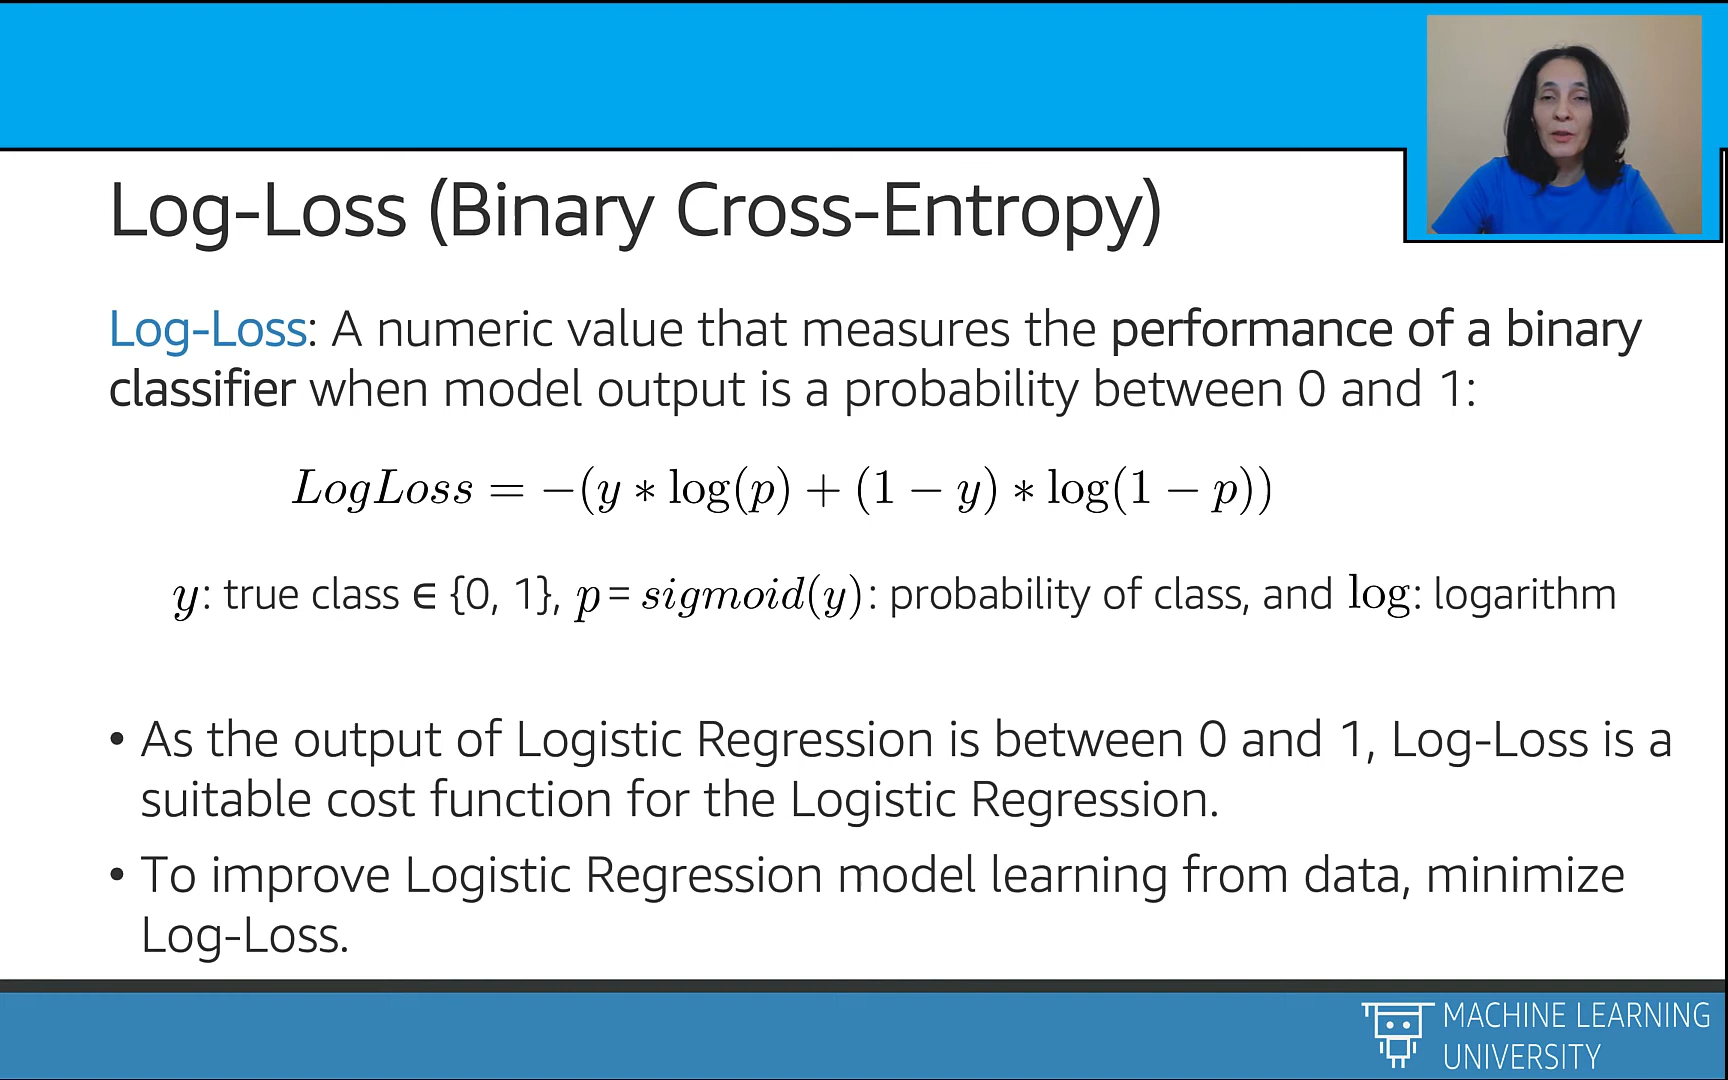 Log-Loss (Binary Cross-Entropy)
Log-Loss: A numeric value that measures the performance of a binary
classifier when model output is a probability between 0 and 1:
LogLoss = −(y ∗ log(p) + (1 − y) ∗ log(1 − p))
y: true class ∈ {0, 1}, p = sigmoid(y): probability of class, and log: logarithm
• As the output of Logistic Regression is between 0 and 1, Log-Loss is a
suitable cost function for the Logistic Regression.
• To improve Logistic Regression model learning from data, minimize
Log-Loss.
MACHINE LEARNING
UNIVERSITY